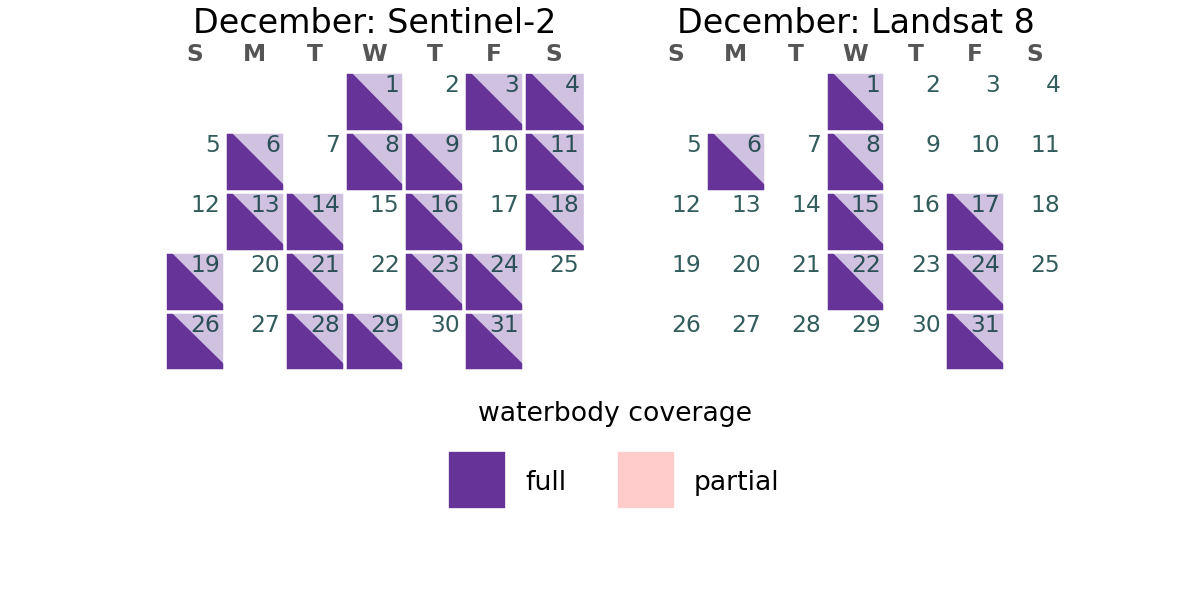 December: Sentinel-2
S M T W T F S
1 2 3 4
5 6 7 8 9 10 11
12 13 14 15 16 17 18
19 20 21 22 23 24 25
26 27 28 29 30 31
December: Landsat 8
S M T W T F S
1 2 3 4
5 6 7 8 9 10 11
12 13 14 15 16 17 18
19 20 21 22 23 24 25
26 27 28 29 30 31
waterbody coverage
full partial